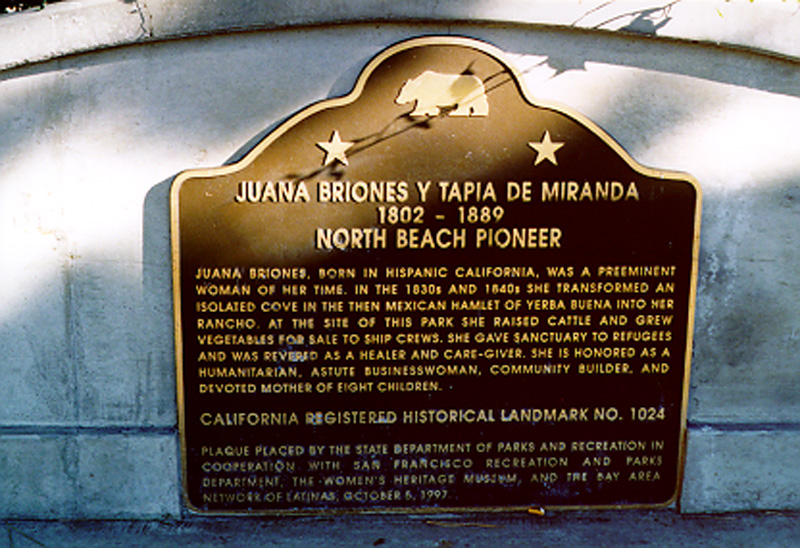 JUANA BRIONES Y TAPIA DE MIRANDA
1802 - 1889
NORTH BEACH PIONEER
JUANA BRIONES, BORN IN HISPANIC CALIFORNIA, WAS A PREEMINENT
WOMAN OF HER TIME. IN THE 1830s AND 1840s SHE TRANSFORMED AN
ISOLATED COVE IN THE THEN MEXICAN HAMLET OF YERBA BUENA INTO HER
RANCHO. AT THE SITE OF THIS PARK SHE RAISED CATTLE AND GREW
VEGETABLES FOR SALE TO SHIP CREWS. SHE GAVE SANCTUARY TO REFUGEES
AND WAS REVERED AS A HEALER AND CARE-GIVER. SHE IS HONORED AS A
HUMANITARIAN, ASTUTE BUSINESSWOMAN, COMMUNITY BUILDER, AND
DEVOTED MOTHER OF EIGHT CHILDREN.
CALIFORNIA REGISTERED HISTORICAL LANDMARK NO. 1024
PLAQUE PLACED BY THE STATE DEPARTMENT OF PARKS AND RECREATION IN
COOPERATION WITH SAN FRANCISCO RECREATION AND PARKS
DEPARTMENT, THE WOMEN'S HERITAGE MUSEUM, AND THE BAY AREA
NETWORK OF LATINAS, OCTOBER 5, 1997.